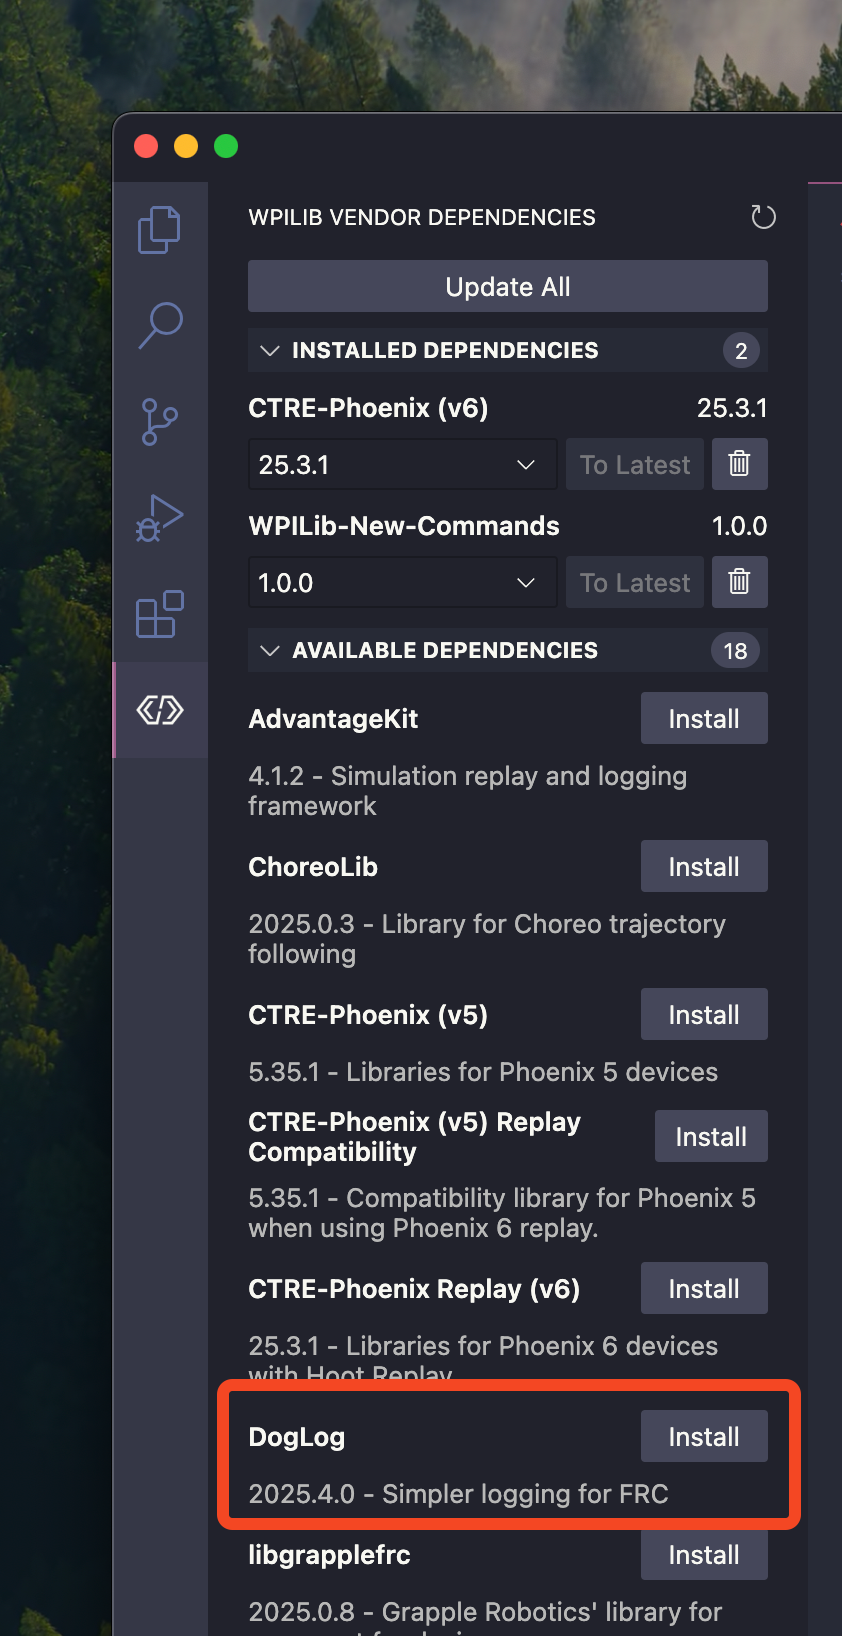 WPILIB VENDOR DEPENDENCIES
Update All
INSTALLED DEPENDENCIES 2
CTRE-Phoenix (v6) 25.3.1
25.3.1 To Latest
WPILib-New-Commands 1.0.0
1.0.0 To Latest
AVAILABLE DEPENDENCIES 18
AdvantageKit Install
4.1.2 - Simulation replay and logging
framework
ChoreoLib Install
2025.0.3 - Library for Choreo trajectory
following
CTRE-Phoenix (v5) Install
5.35.1 - Libraries for Phoenix 5 devices
CTRE-Phoenix (v5) Replay
Compatibility Install
5.35.1 - Compatibility library for Phoenix 5
when using Phoenix 6 replay.
CTRE-Phoenix Replay (v6) Install
25.3.1 - Libraries for Phoenix 6 devices
with Hoot Replay
DogLog Install
2025.4.0 - Simpler logging for FRC
libgrapplefrc Install
2025.0.8 - Grapple Robotics' library for